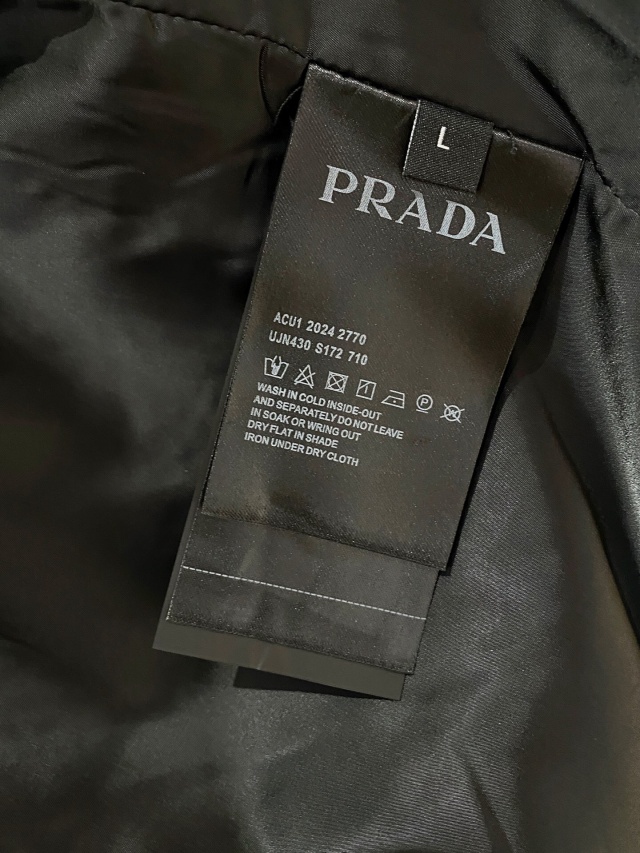 L
PRADA
ACU1 2024 2770
UJN430 S172 710
P
WASH IN COLD INSIDE-OUT
AND SEPARATELY DO NOT LEAVE
IN SOAK OR WRING OUT
DRY FLAT IN SHADE
IRON UNDER DRY CLOTH